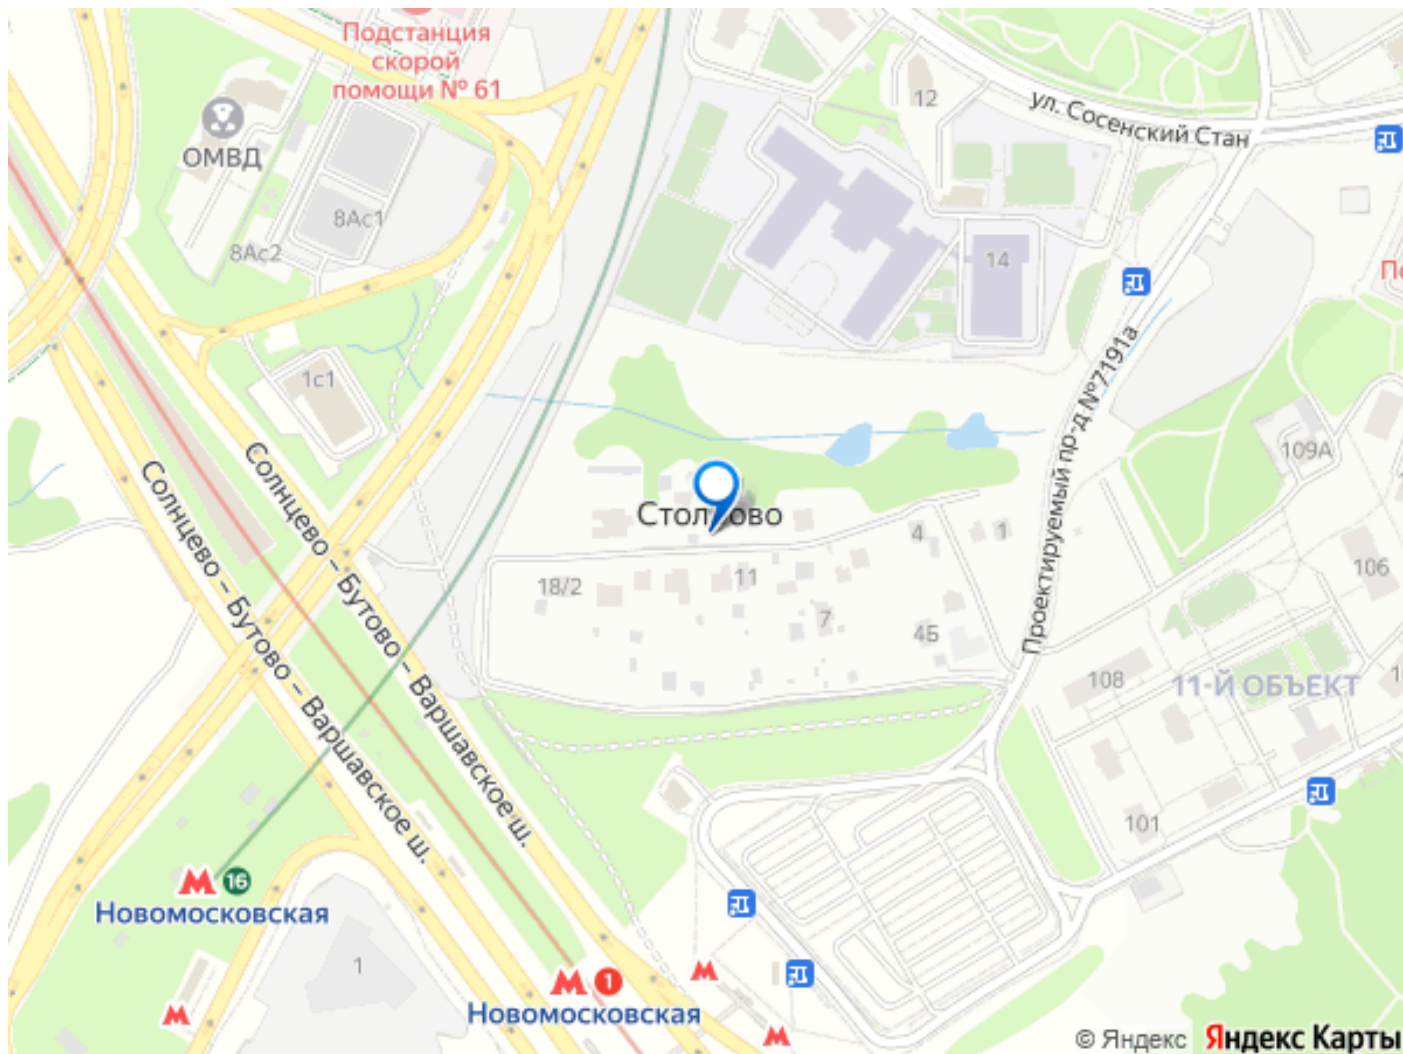 Подстанция
скорой
помощи № 61
12
ул. Сосенский Стан
ОМВД
8Ас1
8Ас2
14
1с1
Проектируемый пр-д №7191а
109А
Солнцево – Бутово – Варшавское ш.
Солнцево – Бутово – Варшавское ш.
4
1
18/2
11
7
4Б
106
108
11-Й ОБЪЕКТ
101
16
Новомосковская
1
1
Новомосковская
© Яндекс Яндекс Карты